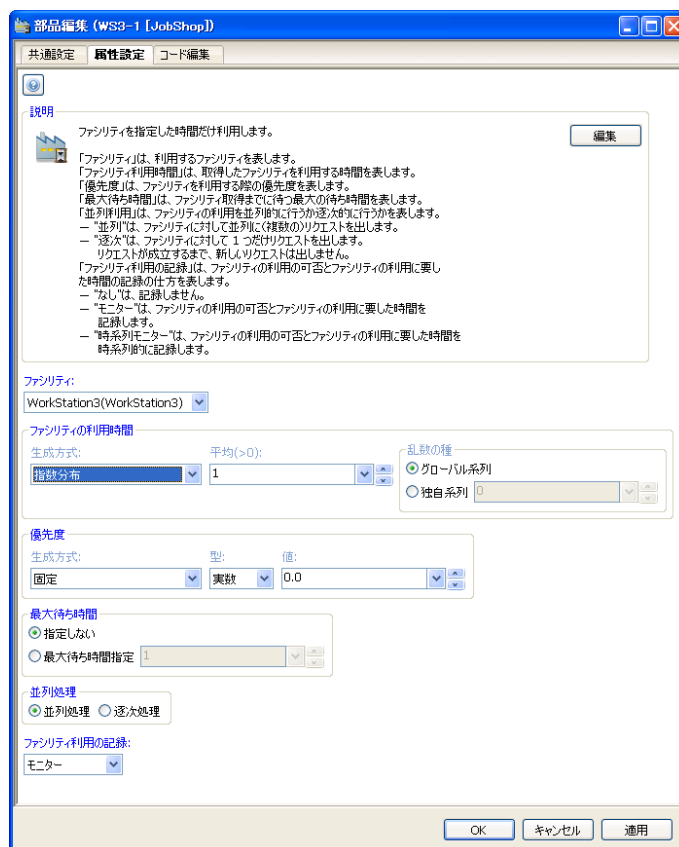 部品編集 (WS3-1 [JobShop])
共通設定 属性設定 コード編集
説明
ファシリティを指定した時間だけ利用します。
編集
「ファシリティ」は、利用するファシリティを表します。
「ファシリティ利用時間」は、取得したファシリティを利用する時間を表します。
「優先度」は、ファシリティを利用する際の優先度を表します。
「最大待ち時間」は、ファシリティ取得までに待つ最大の待ち時間を表します。
「並列利用」は、ファシリティの利用を並列的に行うか逐次的に行うかを表します。
― "並列"は、ファシリティに対して並列に(複数の)リクエストを出します。
― "逐次"は、ファシリティに対して１つだけリクエストを出します。
リクエストが成立するまで、新しいリクエストは出しません。
「ファシリティ利用の記録」は、ファシリティの利用の可否とファシリティの利用に要し
た時間の記録の仕方を表します。
― "なし"は、記録しません。
― "モニター"は、ファシリティの利用の可否とファシリティの利用に要した時間を
記録します。
― "時系列モニター"は、ファシリティの利用の可否とファシリティの利用に要した時間を
時系列的に記録します。
ファシリティ:
WorkStation3(WorkStation3)
ファシリティの利用時間
生成方式: 平均(>0): 乱数の種
指数分布 1 グローバル系列
独自系列 0
優先度
生成方式: 型: 値:
固定 実数 0.0
最大待ち時間
指定しない
最大待ち時間指定 1
並列処理
並列処理 逐次処理
ファシリティ利用の記録:
モニター
OK キャンセル 適用